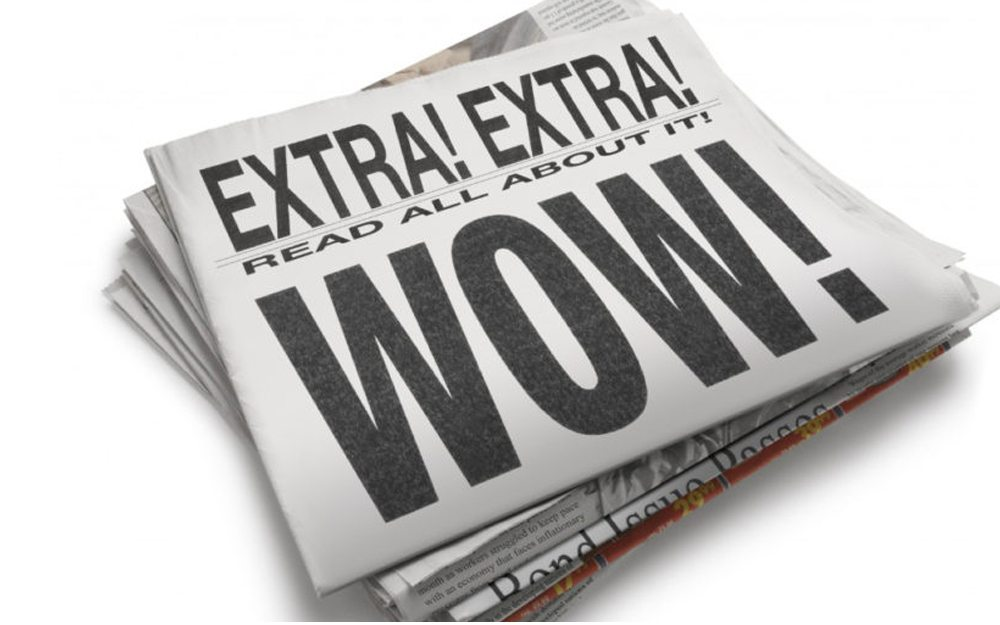 EXTRA! EXTRA!
READ ALL ABOUT IT!
WOW!
month as workers struggled to keep pace
with an economy that faces inflationary
Bond Issue Passes